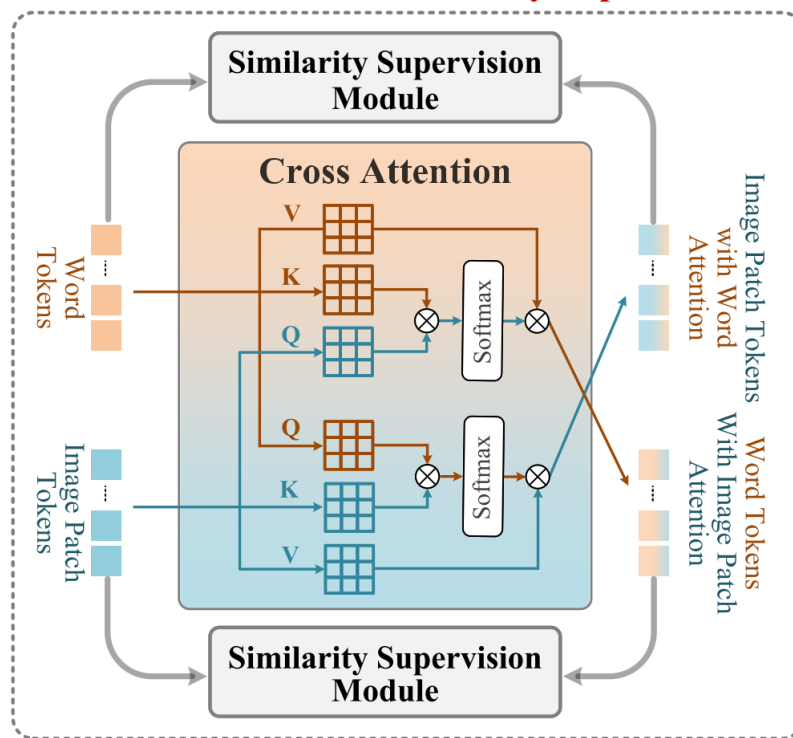 Similarity Supervision
Module
Cross Attention
V
K
Q
Softmax
Q
K
V
Softmax
Word
Tokens
Image Patch
Tokens
Image Patch Tokens
with Word
Attention
Word Tokens
With Image Patch
Attention
Similarity Supervision
Module